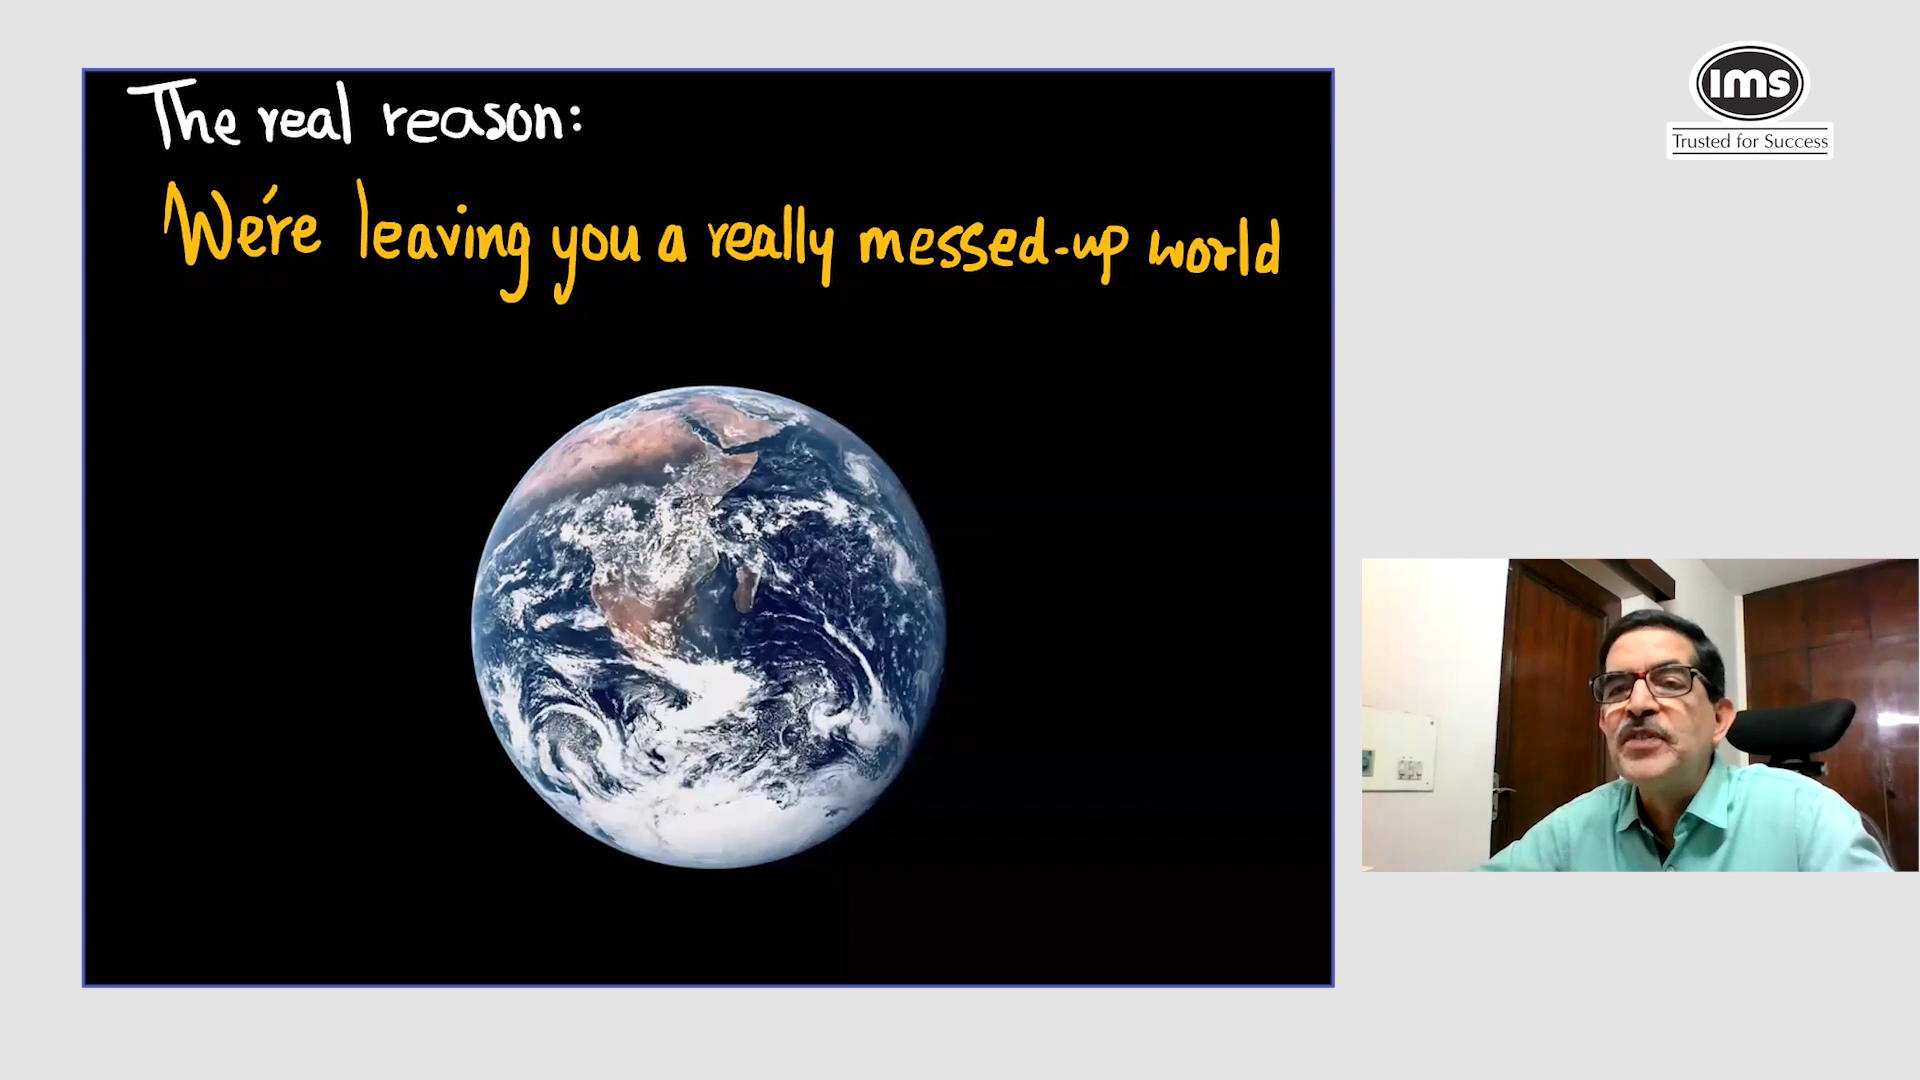 The real reason:
We're leaving you a really messed-up world
ims
Trusted for Success